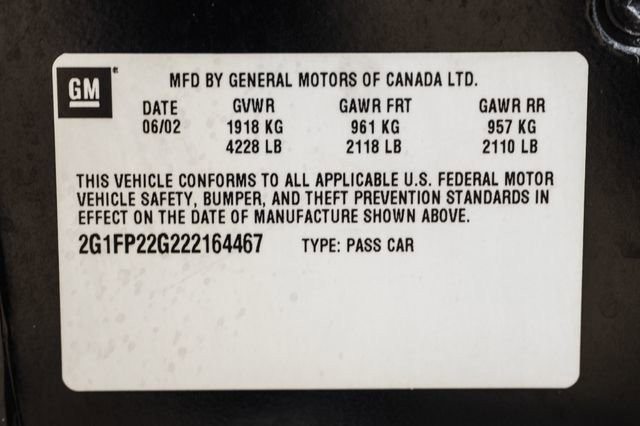 GM
MFD BY GENERAL MOTORS OF CANADA LTD.
DATE GVWR GAWR FRT GAWR RR
06/02 1918 KG 961 KG 957 KG
4228 LB 2118 LB 2110 LB
THIS VEHICLE CONFORMS TO ALL APPLICABLE U.S. FEDERAL MOTOR
VEHICLE SAFETY, BUMPER, AND THEFT PREVENTION STANDARDS IN
EFFECT ON THE DATE OF MANUFACTURE SHOWN ABOVE.
2G1FP22G222164467 TYPE: PASS CAR